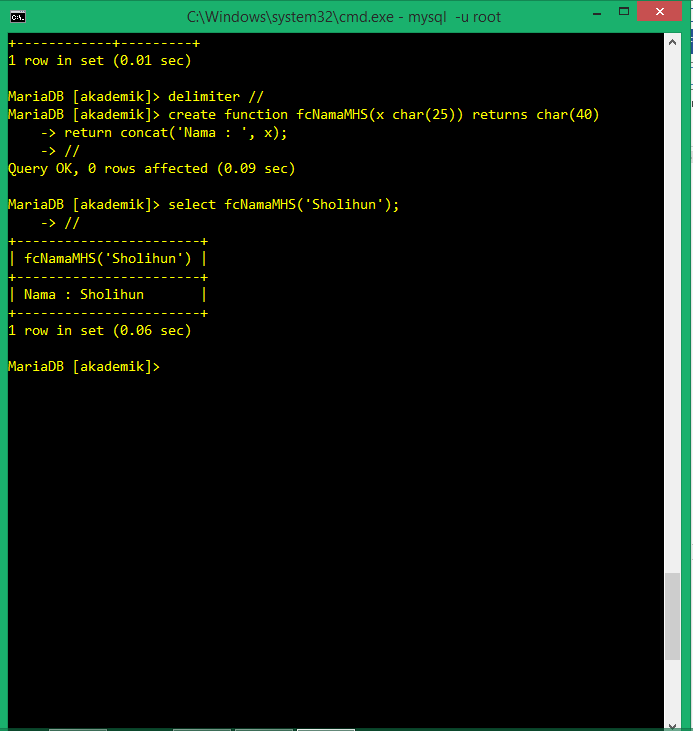 C:\Windows\system32\cmd.exe - mysql  -u root
+------------+----------+
1 row in set (0.01 sec)
MariaDB [akademik]> delimiter //
MariaDB [akademik]> create function fcNamaMHS(x char(25)) returns char(40)
    -> return concat('Nama : ', x);
    -> //
Query OK, 0 rows affected (0.09 sec)
MariaDB [akademik]> select fcNamaMHS('Sholihun');
    -> //
+-----------------------+
| fcNamaMHS('Sholihun') |
+-----------------------+
| Nama : Sholihun       |
+-----------------------+
1 row in set (0.06 sec)
MariaDB [akademik]>